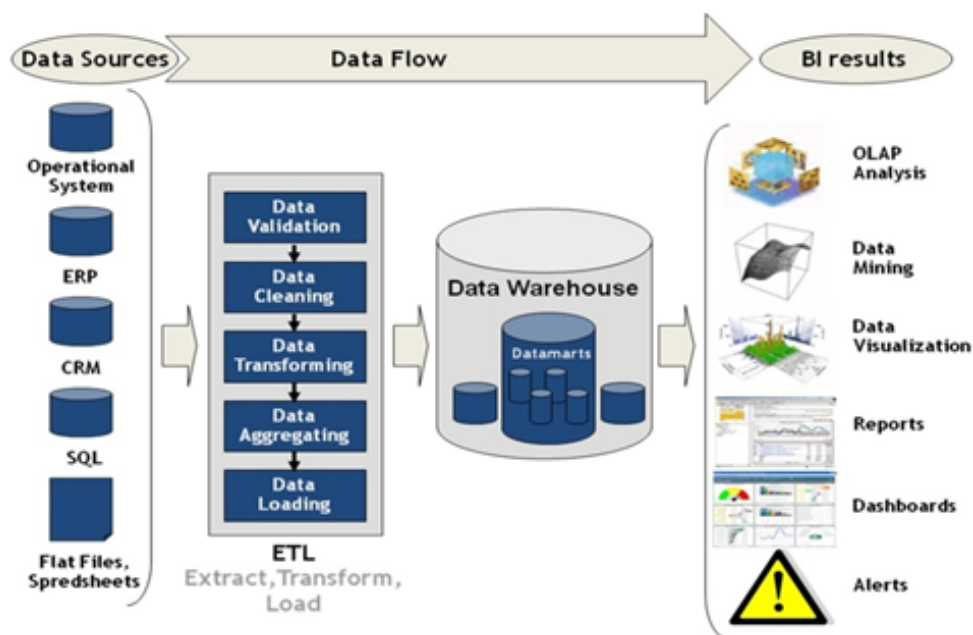 Data Sources
Data Flow
BI results
Operational
System
ERP
CRM
SQL
Flat Files,
Spredsheets
Data
Validation
Data
Cleaning
Data
Transforming
Data
Aggregating
Data
Loading
ETL
Extract,Transform,
Load
Data Warehouse
Datamarts
OLAP
Analysis
Data
Mining
Data
Visualization
Reports
Dashboards
Alerts